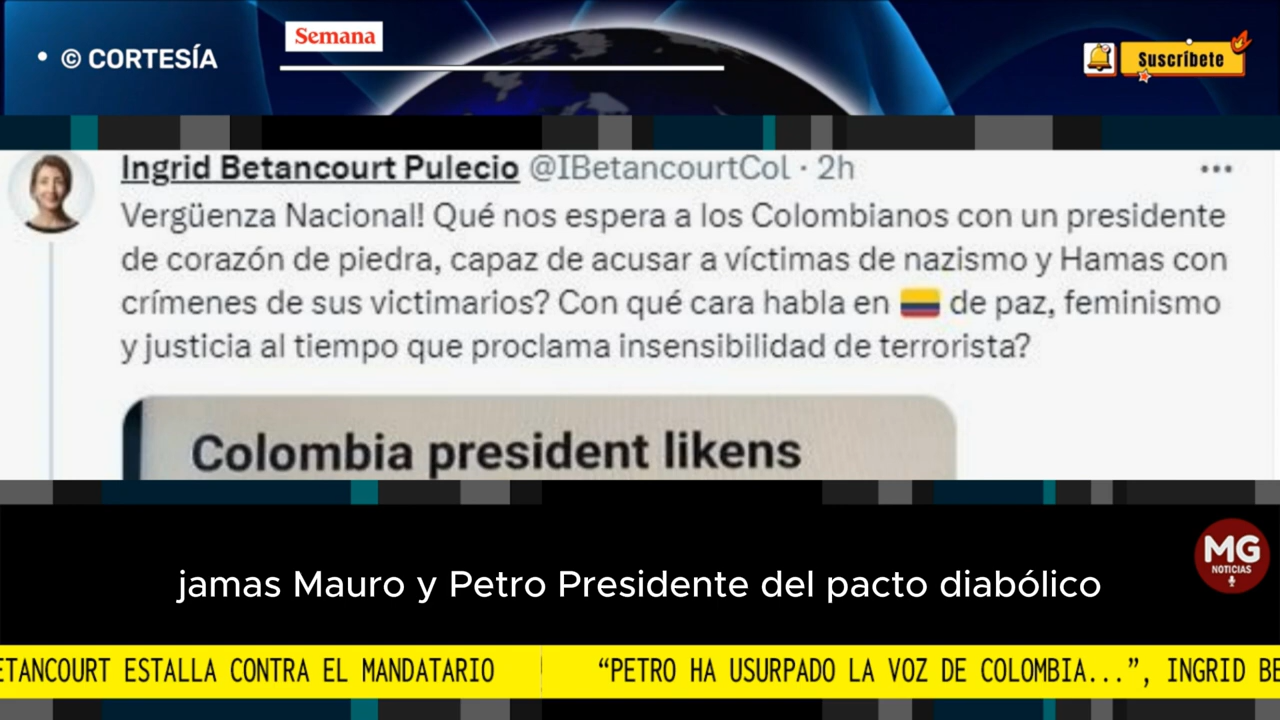 • © CORTESÍA
Semana
Suscríbete
Ingrid Betancourt Pulecio @IBetancourtCol · 2h
Vergüenza Nacional! Qué nos espera a los Colombianos con un presidente
de corazón de piedra, capaz de acusar a víctimas de nazismo y Hamas con
crímenes de sus victimarios? Con qué cara habla en 🇨🇴 de paz, feminismo
y justicia al tiempo que proclama insensibilidad de terrorista?
Colombia president likens
jamas Mauro y Petro Presidente del pacto diabólico
MG
NOTICIAS
ETANCOURT ESTALLA CONTRA EL MANDATARIO “PETRO HA USURPADO LA VOZ DE COLOMBIA...”, INGRID BE